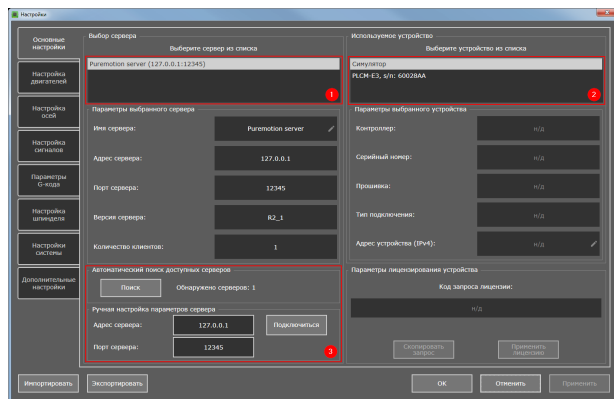 Настройки
Основные
настройки
Настройка
двигателей
Настройка
осей
Настройка
сигналов
Параметры
G-кода
Настройка
шпинделя
Настройки
системы
Дополнительные
настройки
Выбор сервера
Выберите сервер из списка
Puremotion server (127.0.0.1:12345)
1
Параметры выбранного сервера
Имя сервера:
Puremotion server
Адрес сервера:
127.0.0.1
Порт сервера:
12345
Версия сервера:
R2_1
Количество клиентов:
1
Автоматический поиск доступных серверов
Поиск
Обнаружено серверов: 1
Ручная настройка параметров сервера
Адрес сервера:
127.0.0.1
Подключиться
Порт сервера:
12345
3
Используемое устройство
Выберите устройство из списка
Симулятор
PLCM-E3, s/n: 60028AA
2
Параметры выбранного устройства
Контроллер:
н/д
Серийный номер:
н/д
Прошивка:
н/д
Тип подключения:
н/д
Адрес устройства (IPv4):
н/д
Параметры лицензирования устройства
Код запроса лицензии:
н/д
Скопировать
запрос
Применить
лицензию
Импортировать
Экспортировать
ОК
Отменить
Применить